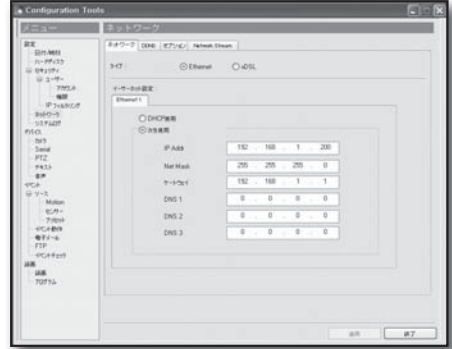 Configuration Tools
メニュー
設定
日付/時刻
ハードディスク
セキュリティ
ユーザー
アカウント
権限
IP フィルタリング
ネットワーク
システムログ
デバイス
カメラ
Serial
PTZ
テキスト
音声
イベント
ソース
Motion
センサー
プリセット
イベント動作
電子メール
FTP
イベントチェック
録画
録画
プログラム
ネットワーク
ネットワーク DDNS オプション Network Stream
タイプ Ethernet xDSL
イーサーネット設定
Ethernet 1
DHCP使用
次を使用
IP Addr 192 . 168 . 1 . 200
Net Mask 255 . 255 . 255 . 0
ゲートウェイ 192 . 168 . 1 . 1
DNS 1 0 . 0 . 0 . 0
DNS 2 0 . 0 . 0 . 0
DNS 3 0 . 0 . 0 . 0
適用 終了